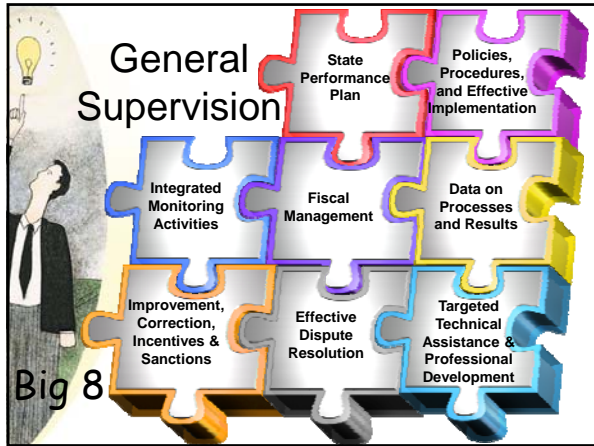 General
Supervision
State
Performance
Plan
Policies,
Procedures,
and Effective
Implementation
Integrated
Monitoring
Activities
Fiscal
Management
Data on
Processes
and Results
Improvement,
Correction,
Incentives &
Sanctions
Effective
Dispute
Resolution
Targeted
Technical
Assistance &
Professional
Development
Big 8